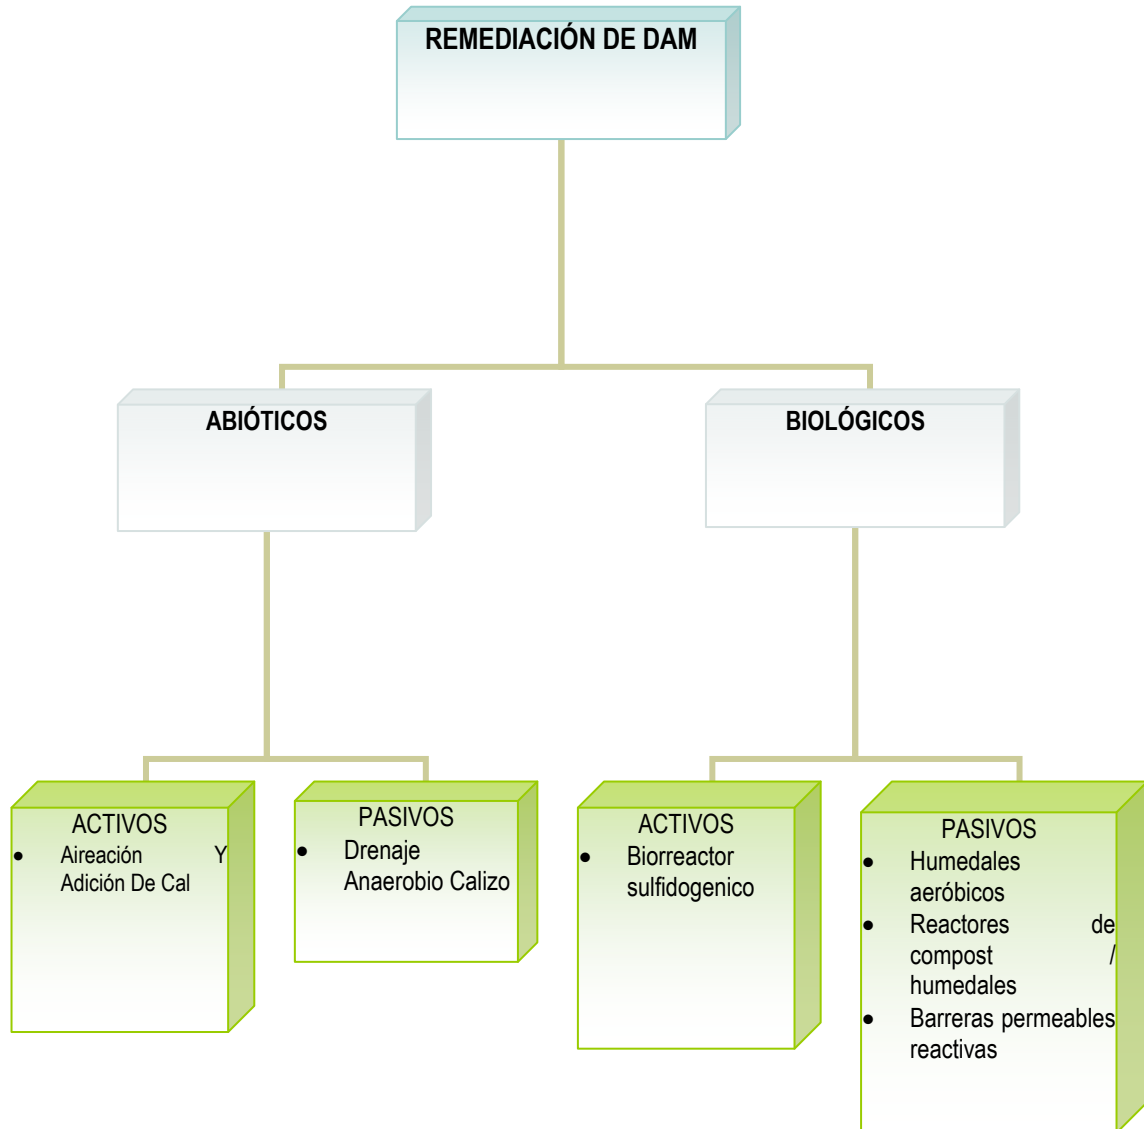 REMEDIACIÓN DE DAM
ABIÓTICOS
BIOLÓGICOS
ACTIVOS
• Aireación Y
Adición De Cal
PASIVOS
• Drenaje
Anaerobio Calizo
ACTIVOS
• Biorreactor
sulfidogenico
PASIVOS
• Humedales
aeróbicos
• Reactores de
compost /
humedales
• Barreras permeables
reactivas